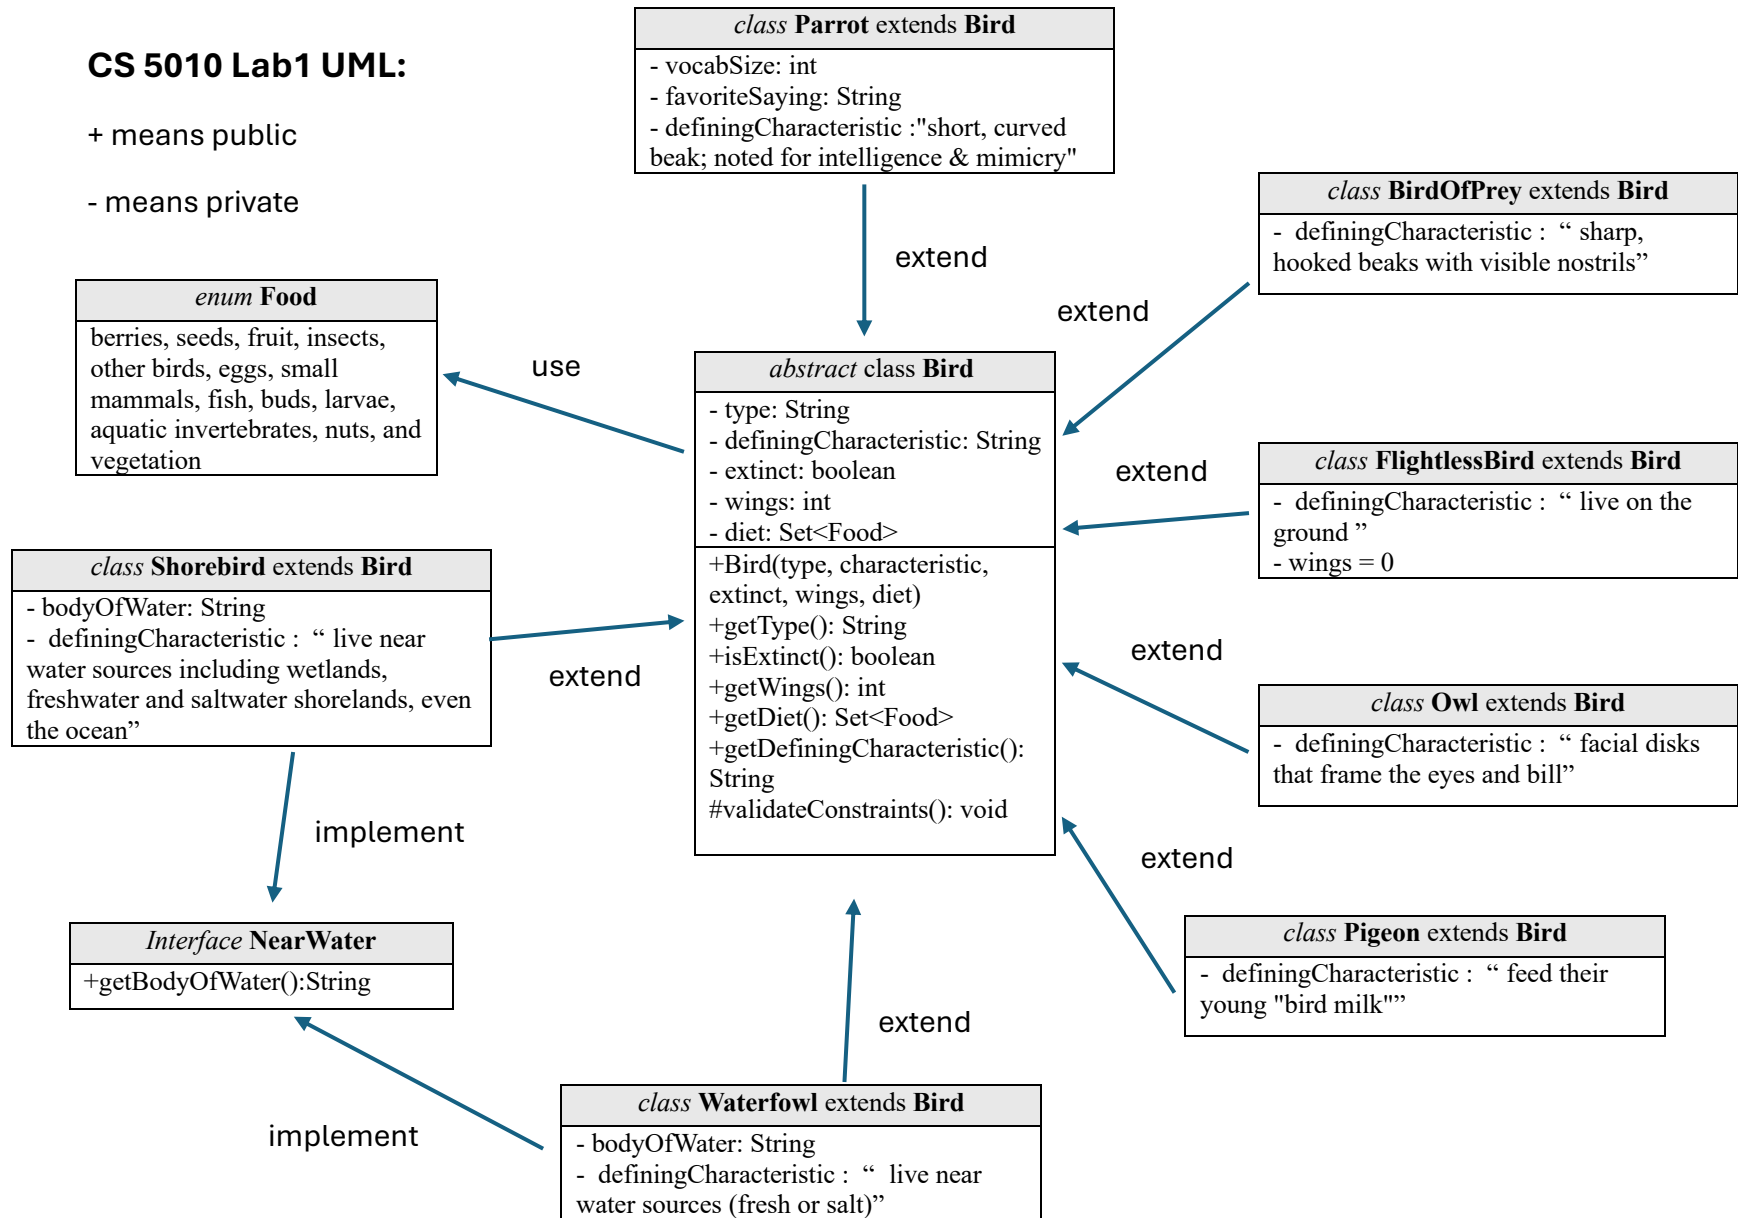 CS 5010 Lab1 UML:
+ means public
- means private
class Parrot extends Bird
- vocabSize: int
- favoriteSaying: String
- definingCharacteristic :"short, curved
beak; noted for intelligence & mimicry"
extend
class BirdOfPrey extends Bird
- definingCharacteristic : “ sharp,
hooked beaks with visible nostrils”
extend
enum Food
berries, seeds, fruit, insects,
other birds, eggs, small
mammals, fish, buds, larvae,
aquatic invertebrates, nuts, and
vegetation
use
abstract class Bird
- type: String
- definingCharacteristic: String
- extinct: boolean
- wings: int
- diet: Set<Food>
+Bird(type, characteristic,
extinct, wings, diet)
+getType(): String
+isExtinct(): boolean
+getWings(): int
+getDiet(): Set<Food>
+getDefiningCharacteristic():
String
#validateConstraints(): void
extend
class FlightlessBird extends Bird
- definingCharacteristic : “ live on the
ground ”
- wings = 0
class Shorebird extends Bird
- bodyOfWater: String
- definingCharacteristic : “ live near
water sources including wetlands,
freshwater and saltwater shorelands, even
the ocean”
extend
extend
class Owl extends Bird
- definingCharacteristic : “ facial disks
that frame the eyes and bill”
implement
extend
Interface NearWater
+getBodyOfWater():String
class Pigeon extends Bird
- definingCharacteristic : “ feed their
young "bird milk"”
extend
implement
class Waterfowl extends Bird
- bodyOfWater: String
- definingCharacteristic : “ live near
water sources (fresh or salt)”